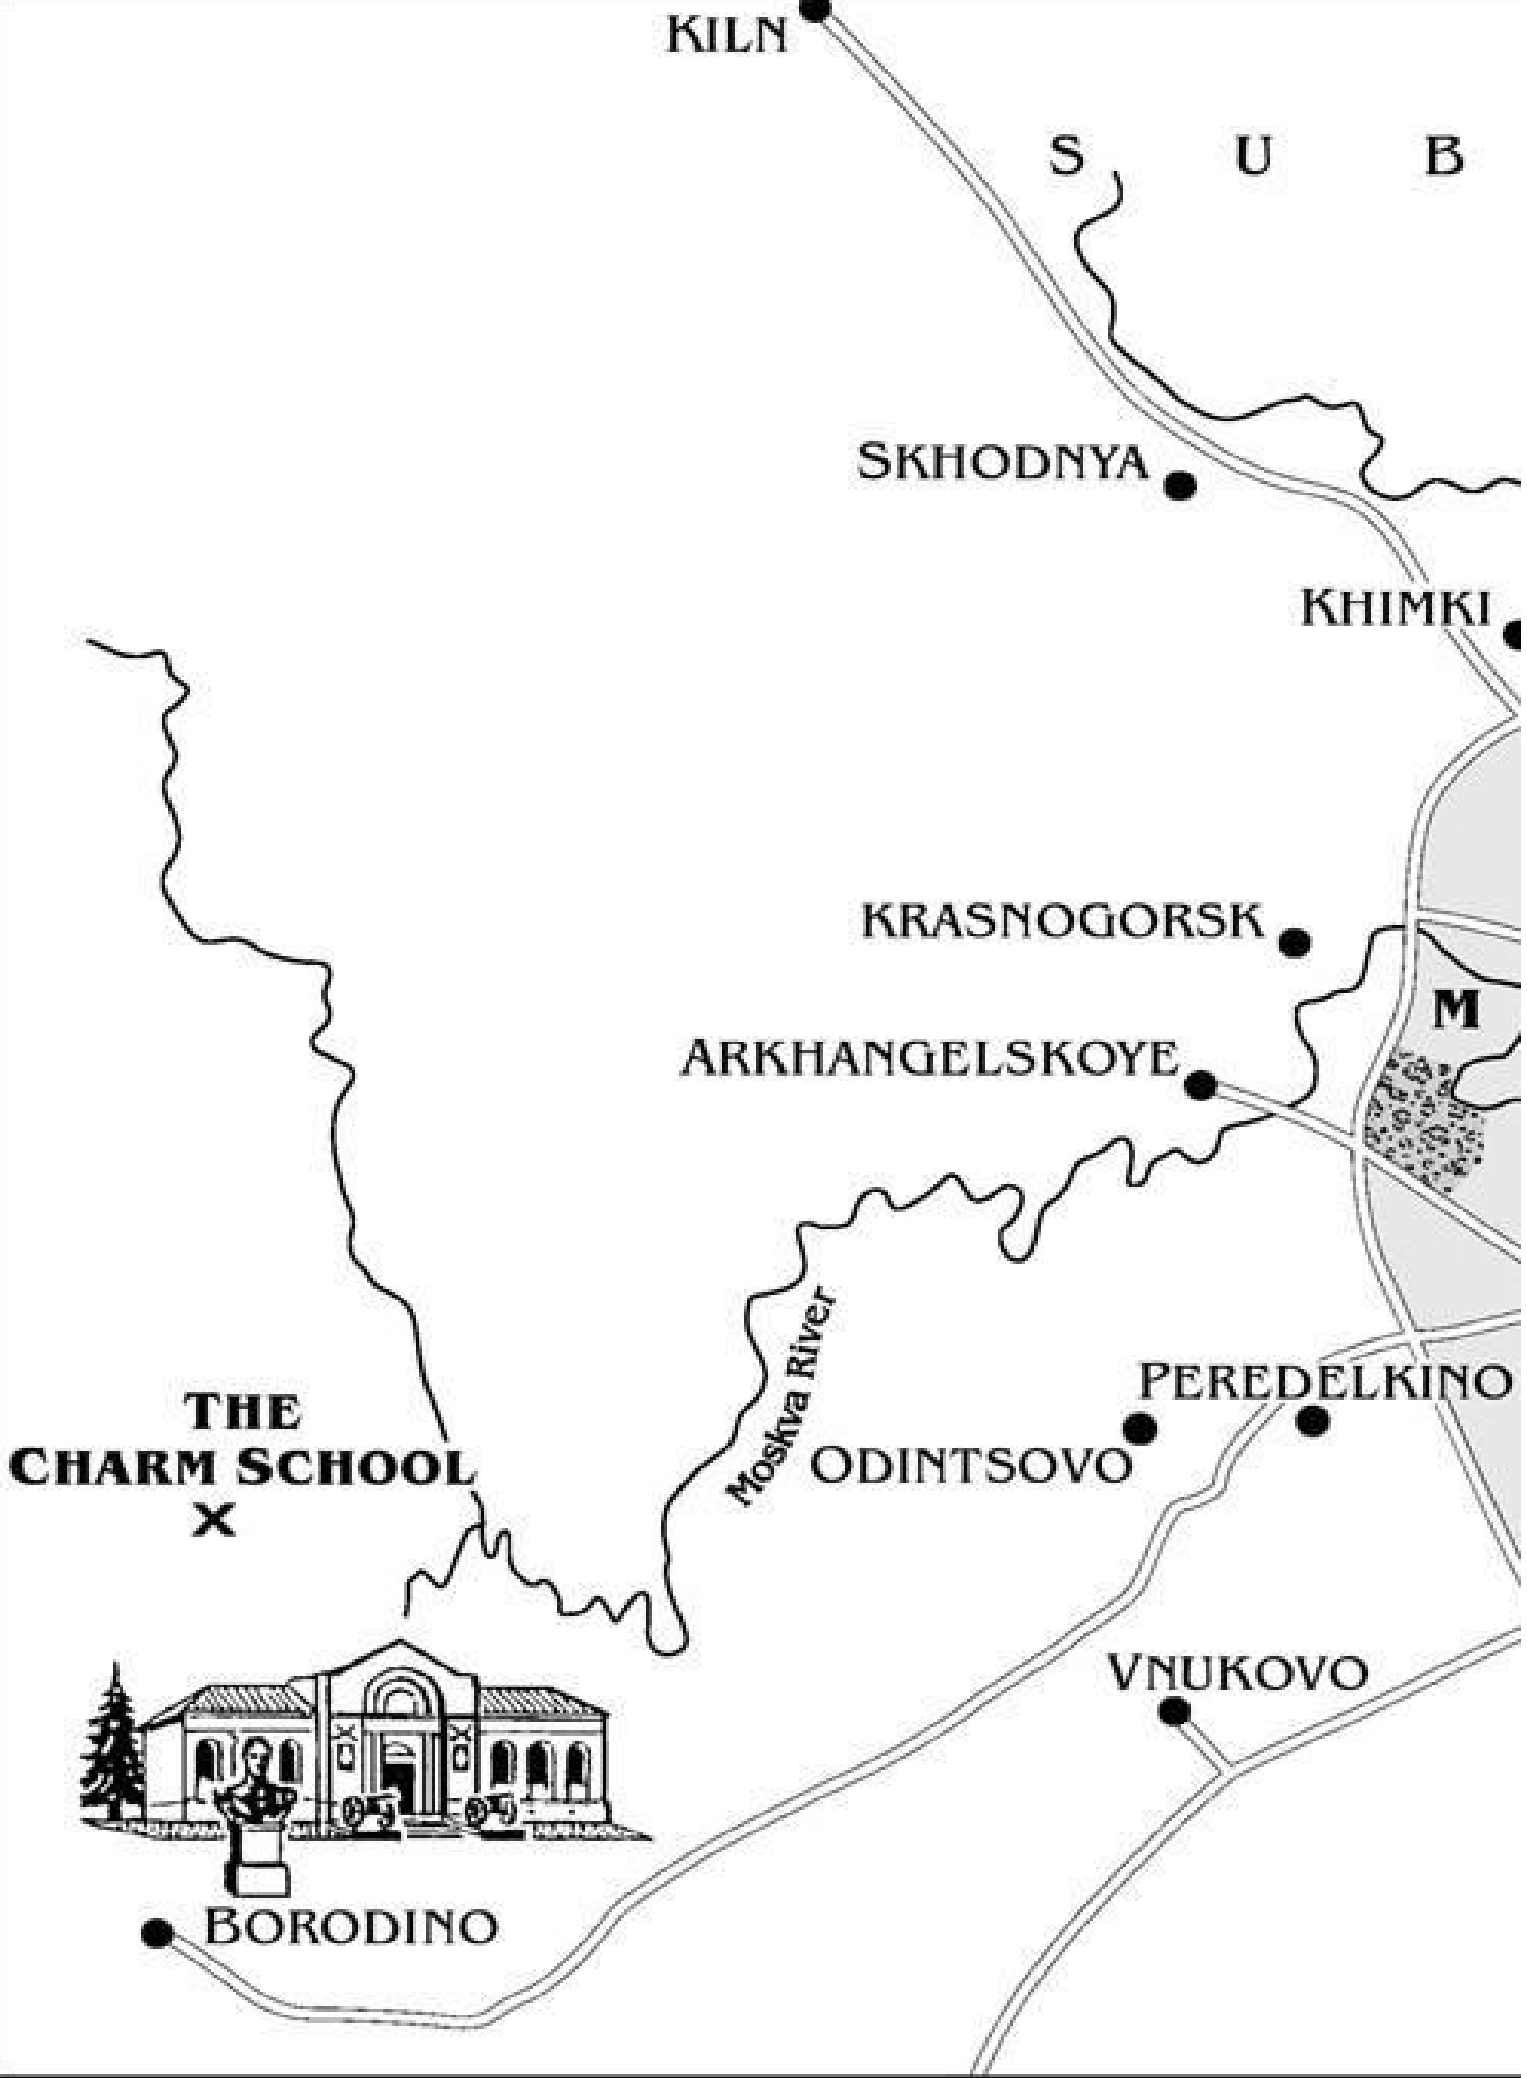 KILN
S U B
SKHODNYA
KHIMKI
KRASNOGORSK
M
ARKHANGELSKOYE
Moskva River
PEREDELKINO
THE
CHARM SCHOOL
X
ODINTSOVO
VNUKOVO
BORODINO